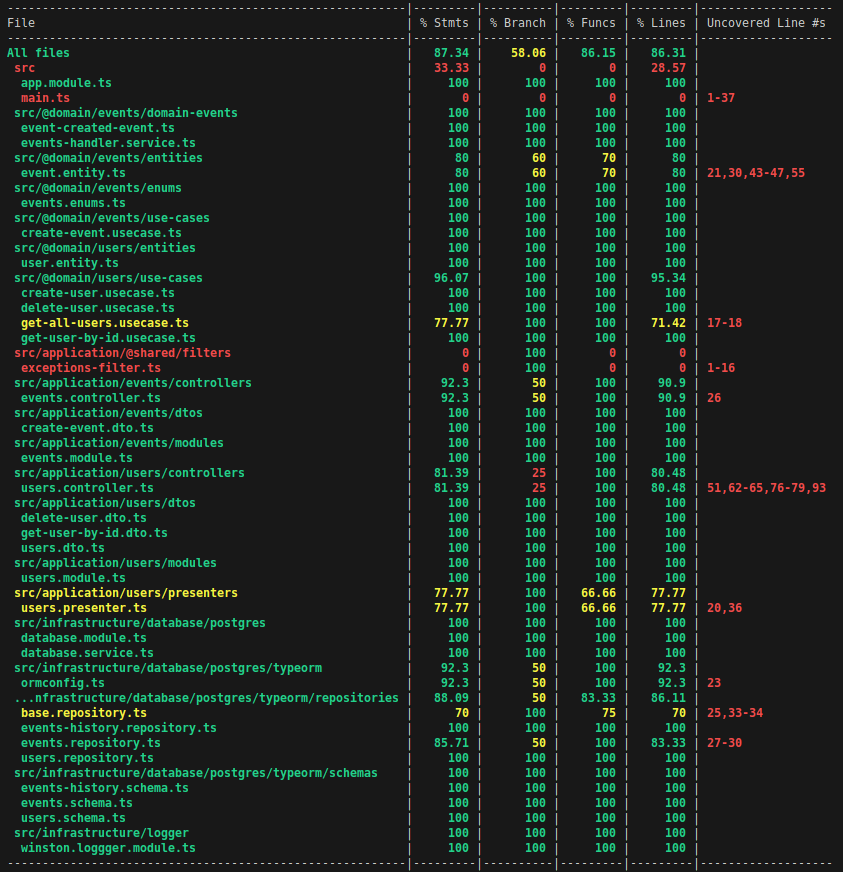 File | % Stmts | % Branch | % Funcs | % Lines | Uncovered Line #s
All files | 87.34 | 58.06 | 86.15 | 86.31 |
src | 33.33 | 0 | 0 | 28.57 |
app.module.ts | 100 | 100 | 100 | 100 |
main.ts | 0 | 0 | 0 | 0 | 1-37
src/@domain/events/domain-events | 100 | 100 | 100 | 100 |
event-created-event.ts | 100 | 100 | 100 | 100 |
events-handler.service.ts | 100 | 100 | 100 | 100 |
src/@domain/events/entities | 80 | 60 | 70 | 80 |
event.entity.ts | 80 | 60 | 70 | 80 | 21,30,43-47,55
src/@domain/events/enums | 100 | 100 | 100 | 100 |
events.enums.ts | 100 | 100 | 100 | 100 |
src/@domain/events/use-cases | 100 | 100 | 100 | 100 |
create-event.usecase.ts | 100 | 100 | 100 | 100 |
src/@domain/users/entities | 100 | 100 | 100 | 100 |
user.entity.ts | 100 | 100 | 100 | 100 |
src/@domain/users/use-cases | 96.07 | 100 | 100 | 95.34 |
create-user.usecase.ts | 100 | 100 | 100 | 100 |
delete-user.usecase.ts | 100 | 100 | 100 | 100 |
get-all-users.usecase.ts | 77.77 | 100 | 100 | 71.42 | 17-18
get-user-by-id.usecase.ts | 100 | 100 | 100 | 100 |
src/application/@shared/filters | 0 | 100 | 0 | 0 |
exceptions-filter.ts | 0 | 100 | 0 | 0 | 1-16
src/application/events/controllers | 92.3 | 50 | 100 | 90.9 |
events.controller.ts | 92.3 | 50 | 100 | 90.9 | 26
src/application/events/dtos | 100 | 100 | 100 | 100 |
create-event.dto.ts | 100 | 100 | 100 | 100 |
src/application/events/modules | 100 | 100 | 100 | 100 |
events.module.ts | 100 | 100 | 100 | 100 |
src/application/users/controllers | 81.39 | 25 | 100 | 80.48 |
users.controller.ts | 81.39 | 25 | 100 | 80.48 | 51,62-65,76-79,93
src/application/users/dtos | 100 | 100 | 100 | 100 |
delete-user.dto.ts | 100 | 100 | 100 | 100 |
get-user-by-id.dto.ts | 100 | 100 | 100 | 100 |
users.dto.ts | 100 | 100 | 100 | 100 |
src/application/users/modules | 100 | 100 | 100 | 100 |
users.module.ts | 100 | 100 | 100 | 100 |
src/application/users/presenters | 77.77 | 100 | 66.66 | 77.77 |
users.presenter.ts | 77.77 | 100 | 66.66 | 77.77 | 20,36
src/infrastructure/database/postgres | 100 | 100 | 100 | 100 |
database.module.ts | 100 | 100 | 100 | 100 |
database.service.ts | 100 | 100 | 100 | 100 |
src/infrastructure/database/postgres/typeorm | 92.3 | 50 | 100 | 92.3 |
ormconfig.ts | 92.3 | 50 | 100 | 92.3 | 23
...nfrastructure/database/postgres/typeorm/repositories | 88.09 | 50 | 83.33 | 86.11 |
base.repository.ts | 70 | 100 | 75 | 70 | 25,33-34
events-history.repository.ts | 100 | 100 | 100 | 100 |
events.repository.ts | 85.71 | 50 | 100 | 83.33 | 27-30
users.repository.ts | 100 | 100 | 100 | 100 |
src/infrastructure/database/postgres/typeorm/schemas | 100 | 100 | 100 | 100 |
events-history.schema.ts | 100 | 100 | 100 | 100 |
events.schema.ts | 100 | 100 | 100 | 100 |
users.schema.ts | 100 | 100 | 100 | 100 |
src/infrastructure/logger | 100 | 100 | 100 | 100 |
winston.loggger.module.ts | 100 | 100 | 100 | 100 |